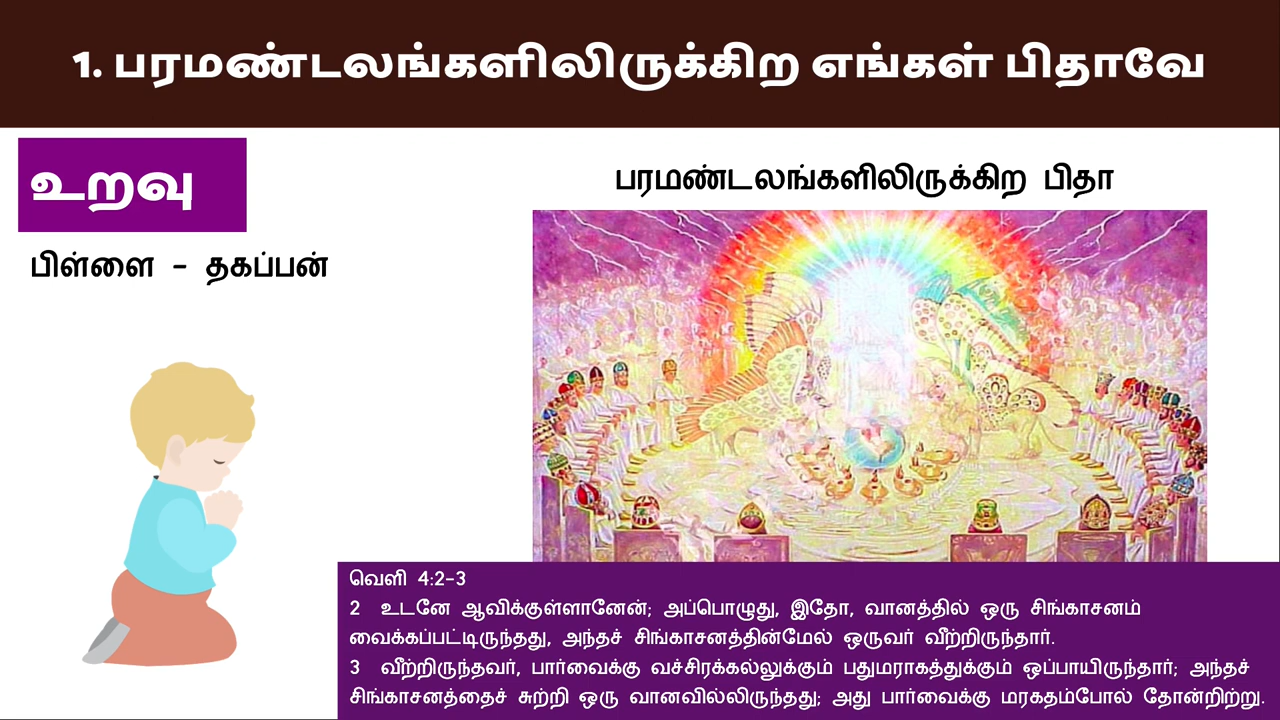 1. பரமண்டலங்களிலிருக்கிற எங்கள் பிதாவே
உறவு
பிள்ளை - தகப்பன்
பரமண்டலங்களிலிருக்கிற பிதா
வெளி 4:2-3
2 உடனே ஆவிக்குள்ளானேன்; அப்பொழுது, இதோ, வானத்தில் ஒரு சிங்காசனம்
வைக்கப்பட்டிருந்தது, அந்தச் சிங்காசனத்தின்மேல் ஒருவர் வீற்றிருந்தார்.
3 வீற்றிருந்தவர், பார்வைக்கு வச்சிரக்கல்லுக்கும் பதுமராகத்துக்கும் ஒப்பாயிருந்தார்; அந்தச்
சிங்காசனத்தைச் சுற்றி ஒரு வானவில்லிருந்தது; அது பார்வைக்கு மரகதம்போல் தோன்றிற்று.